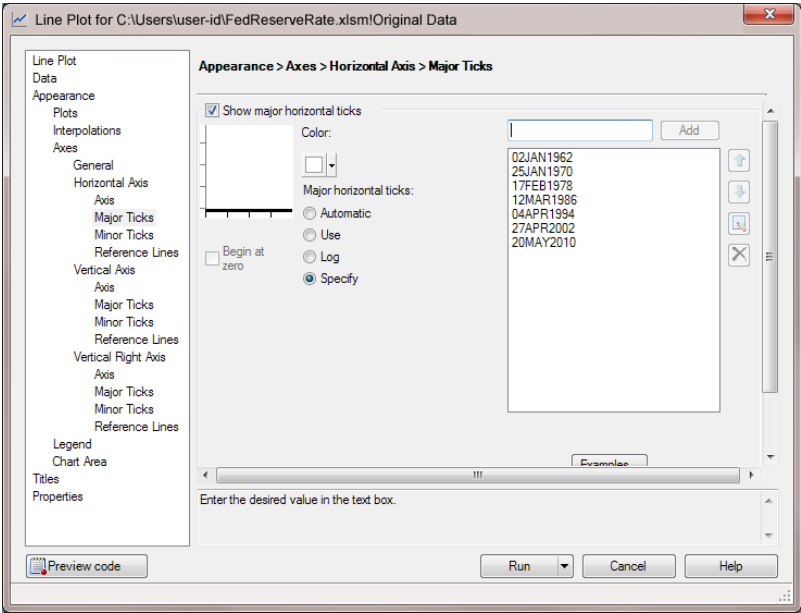 Line Plot for C:\Users\user-id\FedReserveRate.xlsm!Original Data
Line Plot
Data
Appearance
Plots
Interpolations
Axes
General
Horizontal Axis
Axis
Major Ticks
Minor Ticks
Reference Lines
Vertical Axis
Axis
Major Ticks
Minor Ticks
Reference Lines
Vertical Right Axis
Axis
Major Ticks
Minor Ticks
Reference Lines
Legend
Chart Area
Titles
Properties
Appearance > Axes > Horizontal Axis > Major Ticks
Show major horizontal ticks
Color:
Major horizontal ticks:
Automatic
Use
Log
Specify
Begin at
zero
Add
02JAN1962
25JAN1970
17FEB1978
12MAR1986
04APR1994
27APR2002
20MAY2010
Examples
Enter the desired value in the text box.
Preview code
Run
Cancel
Help